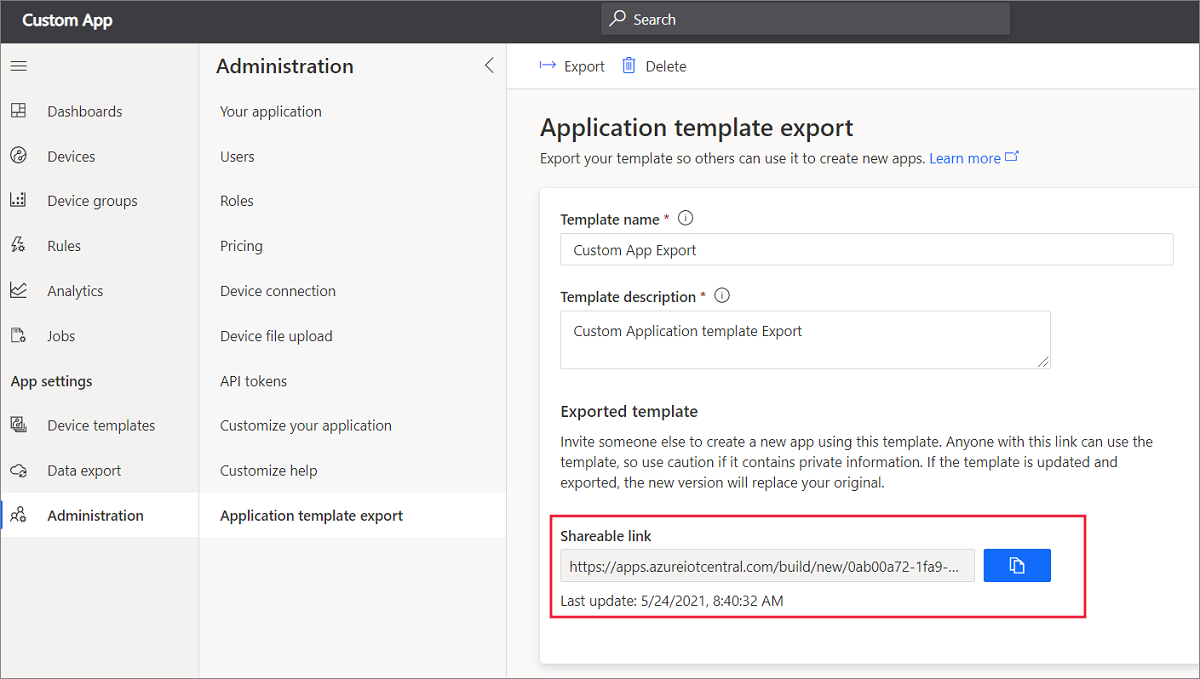 Custom App
Search
Dashboards
Devices
Device groups
Rules
Analytics
Jobs
App settings
Device templates
Data export
Administration
Administration
Your application
Users
Roles
Pricing
Device connection
Device file upload
API tokens
Customize your application
Customize help
Application template export
Export
Delete
Application template export
Export your template so others can use it to create new apps. Learn more
Template name *
Custom App Export
Template description *
Custom Application template Export
Exported template
Invite someone else to create a new app using this template. Anyone with this link can use the
template, so use caution if it contains private information. If the template is updated and
exported, the new version will replace your original.
Shareable link
https://apps.azureiotcentral.com/build/new/0ab00a72-1fa9-...
Last update: 5/24/2021, 8:40:32 AM